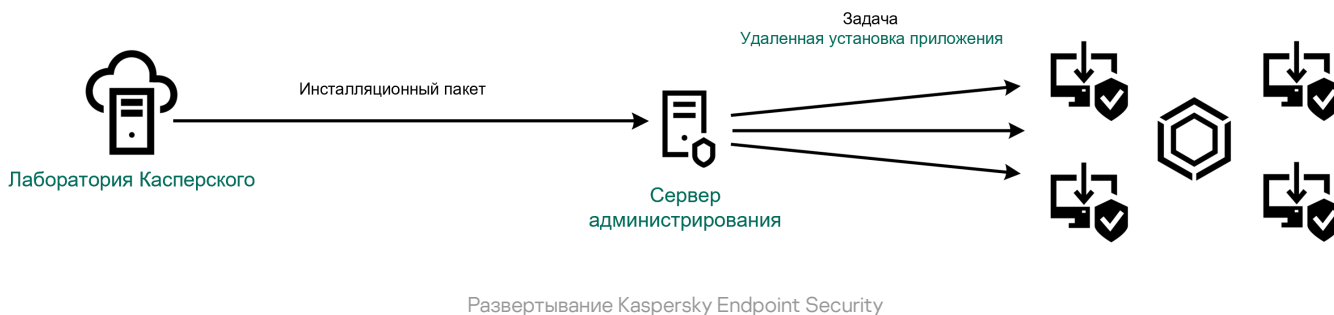 Задача
Удаленная установка приложения
Инсталляционный пакет
Лаборатория Касперского
Сервер
администрирования
Развертывание Kaspersky Endpoint Security